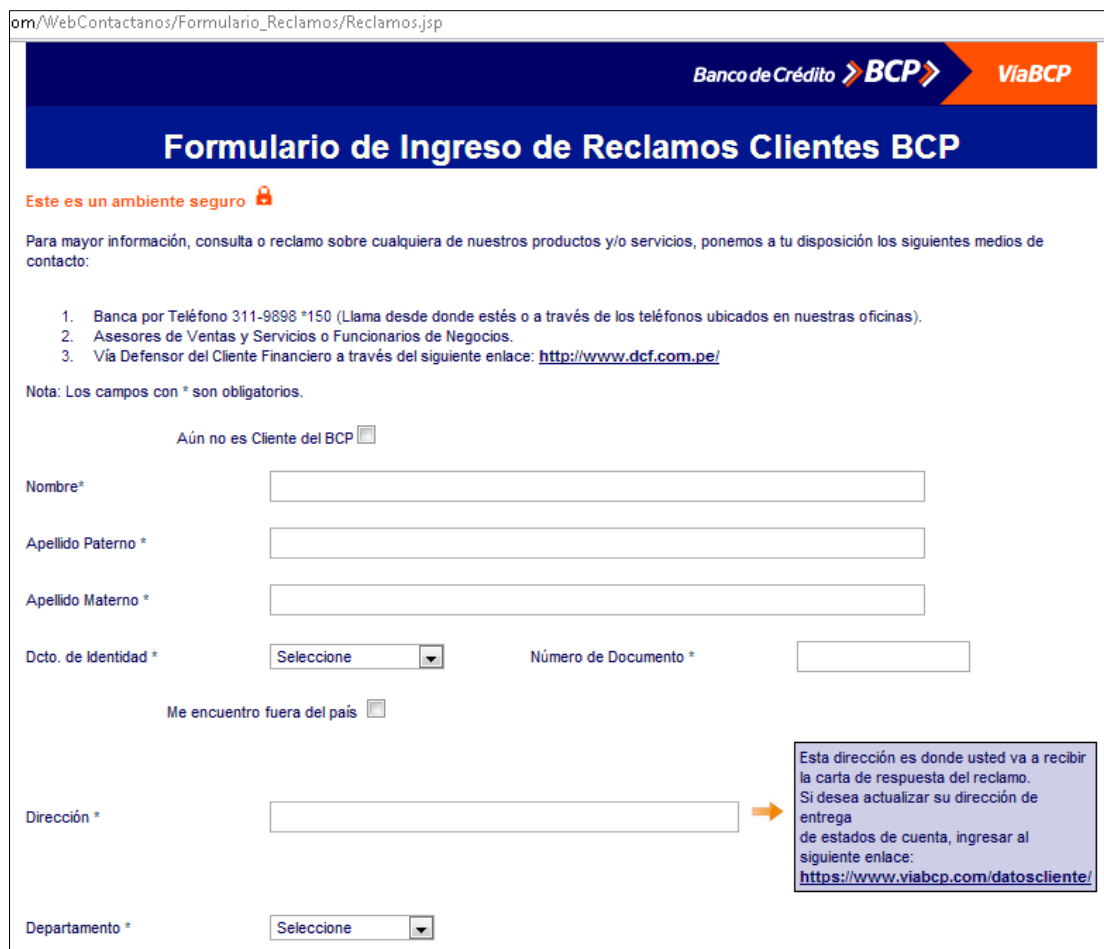 om/WebContactanos/Formulario_Reclamos/Reclamos.jsp
Banco de Crédito BCP VíaBCP
Formulario de Ingreso de Reclamos Clientes BCP
Este es un ambiente seguro
Para mayor información, consulta o reclamo sobre cualquiera de nuestros productos y/o servicios, ponemos a tu disposición los siguientes medios de
contacto:
1. Banca por Teléfono 311-9898 *150 (Llama desde donde estés o a través de los teléfonos ubicados en nuestras oficinas).
2. Asesores de Ventas y Servicios o Funcionarios de Negocios.
3. Vía Defensor del Cliente Financiero a través del siguiente enlace: http://www.dcf.com.pe/
Nota: Los campos con * son obligatorios.
Aún no es Cliente del BCP
Nombre*
Apellido Paterno *
Apellido Materno *
Dcto. de Identidad * Seleccione Número de Documento *
Me encuentro fuera del país
Dirección *
Esta dirección es donde usted va a recibir
la carta de respuesta del reclamo.
Si desea actualizar su dirección de
entrega
de estados de cuenta, ingresar al
siguiente enlace:
https://www.viabcp.com/datoscliente/
Departamento * Seleccione